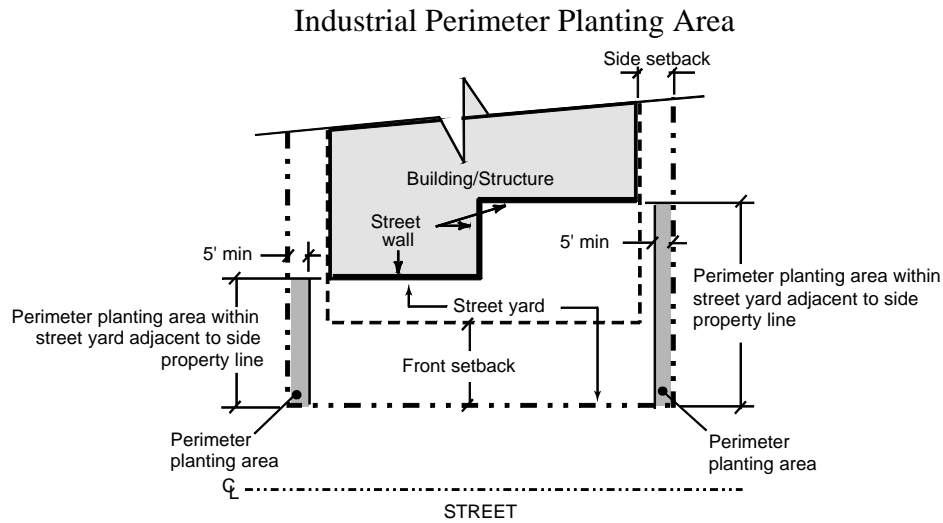 Industrial Perimeter Planting Area
Side setback
Building/Structure
Street
wall
5' min
5' min
Perimeter planting area within
street yard adjacent to side
property line
Street yard
Perimeter planting area within
street yard adjacent to side
property line
Front setback
Perimeter
planting area
Perimeter
planting area
℄
STREET